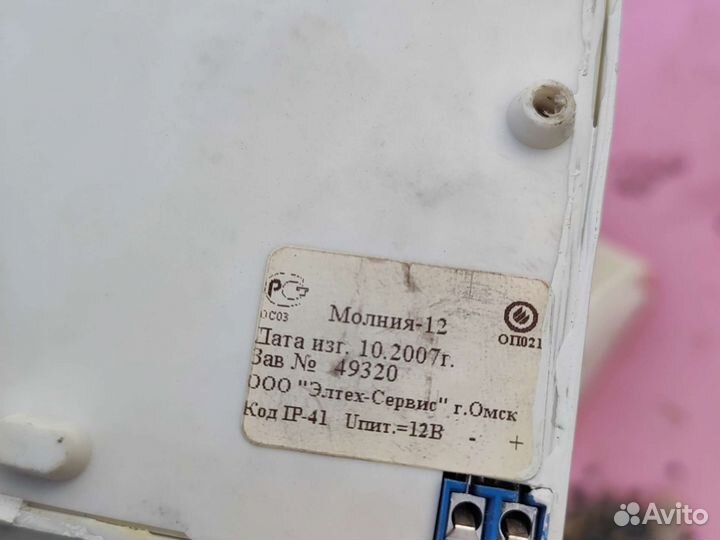 РСТ
ОС03
Молния-12
ОП021
Дата изг. 10.2007г.
Зав № 49320
ООО "Элтех-Сервис" г.Омск
Код IP-41 Uпит.=12В - +
Avito